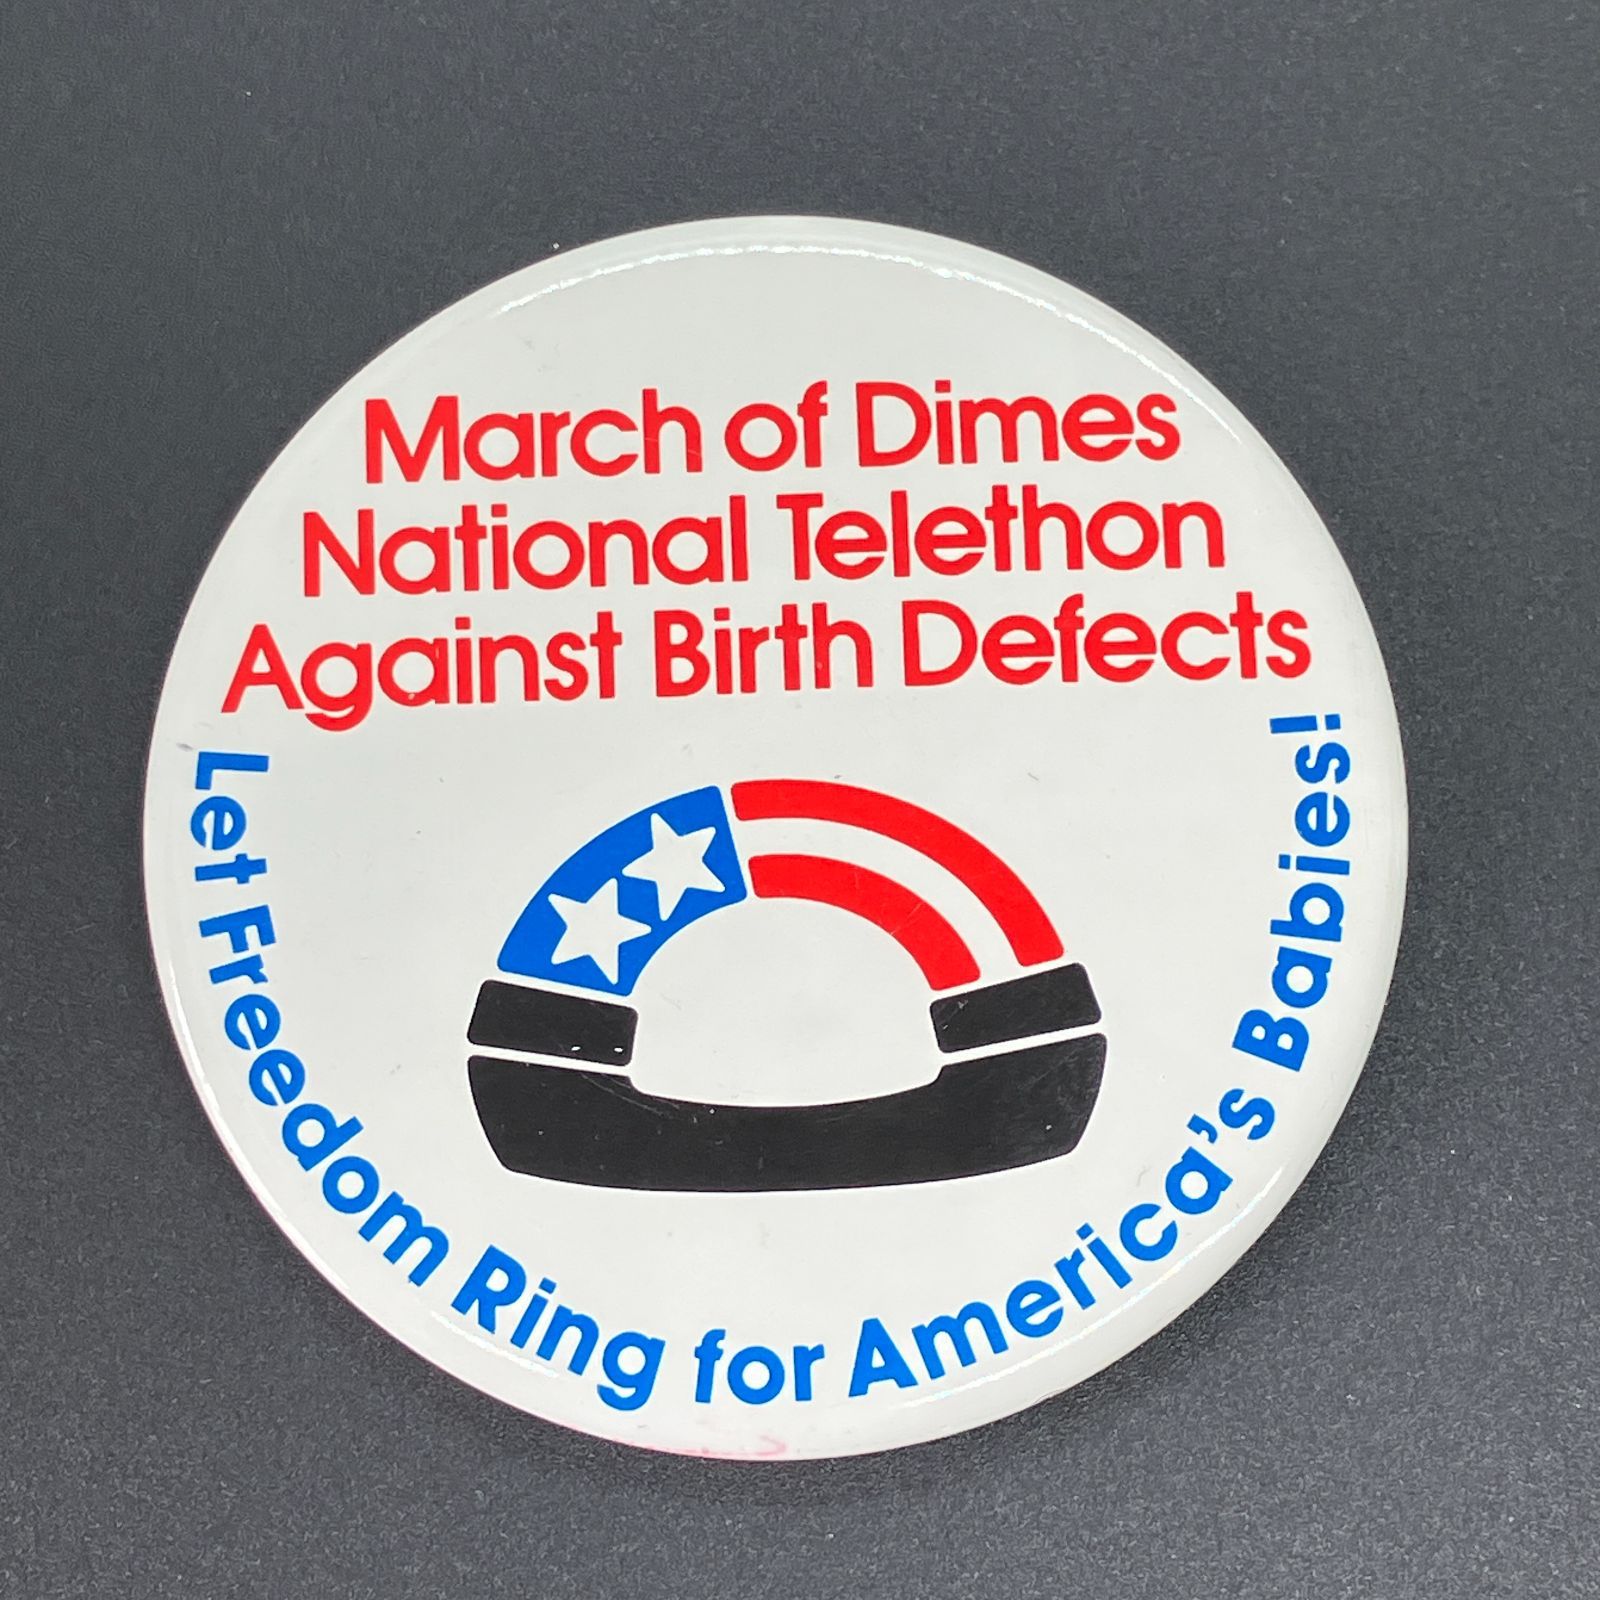 March of Dimes
National Telethon
Against Birth Defects
Let Freedom Ring for America's Babies!